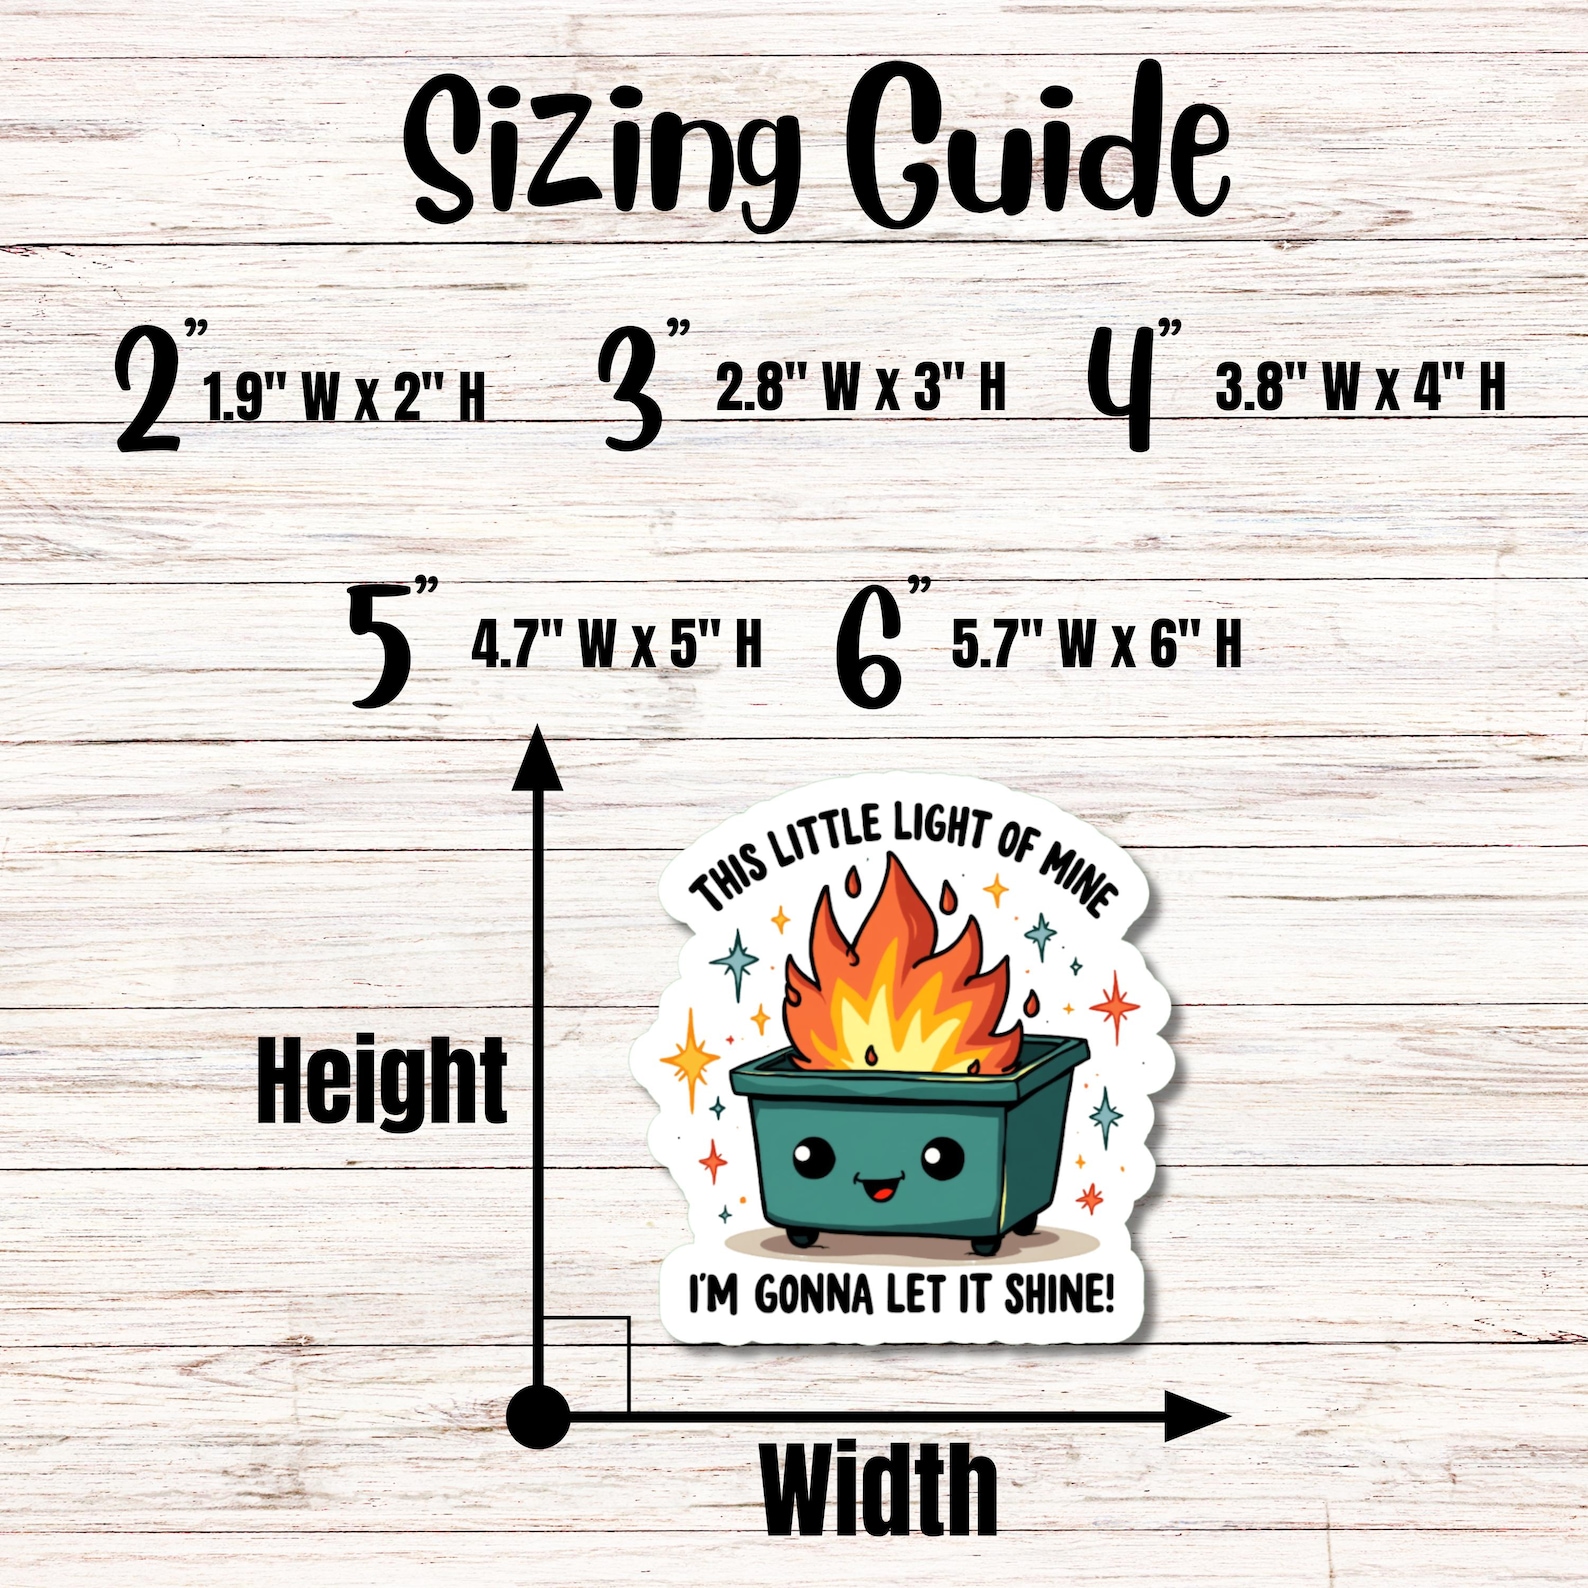 Sizing Guide
2” 1.9" W x 2" H
3” 2.8" W x 3" H
4” 3.8" W x 4" H
5” 4.7" W x 5" H
6” 5.7" W x 6" H
THIS LITTLE LIGHT OF MINE
Height
I'M GONNA LET IT SHINE!
Width